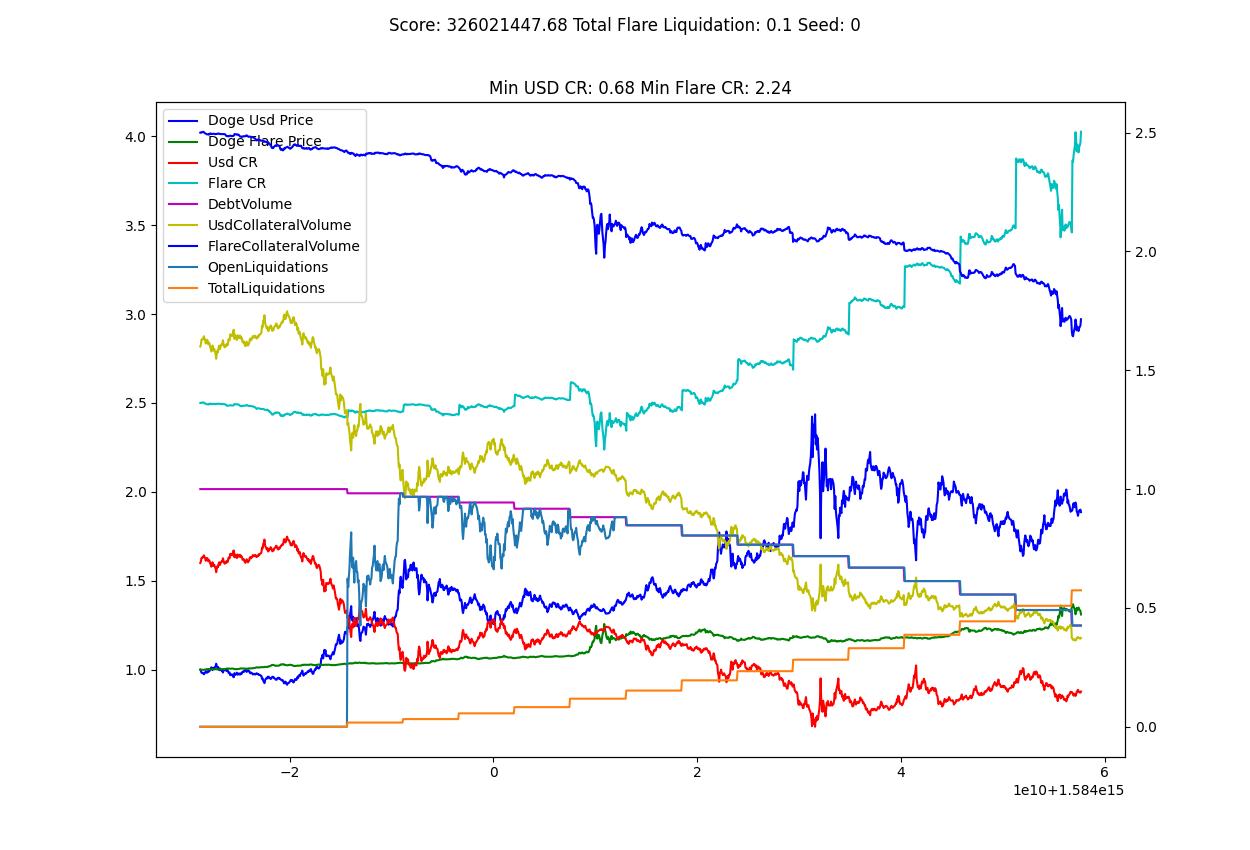 Score: 326021447.68 Total Flare Liquidation: 0.1 Seed: 0
Min USD CR: 0.68 Min Flare CR: 2.24
Doge Usd Price
Doge Flare Price
Usd CR
Flare CR
DebtVolume
UsdCollateralVolume
FlareCollateralVolume
OpenLiquidations
TotalLiquidations
4.0
3.5
3.0
2.5
2.0
1.5
1.0
2.5
2.0
1.5
1.0
0.5
0.0
−2
0
2
4
6
1e10+1.584e15